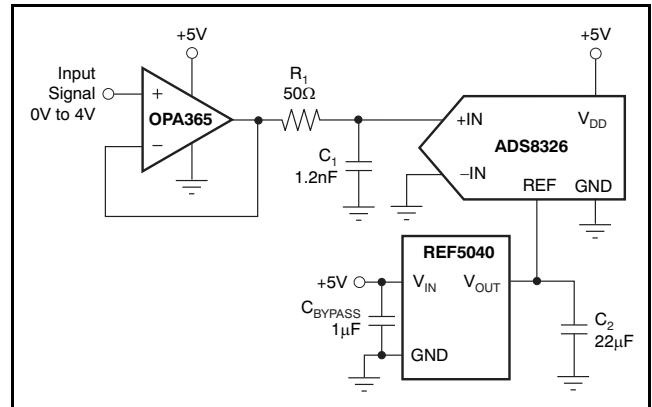 +5V
+5V
Input
Signal
0V to 4V
+
OPA365
−
R1
50Ω
C1
1.2nF
+IN
VDD
ADS8326
−IN
REF
GND
REF5040
+5V
VIN
VOUT
CBYPASS
1μF
GND
C2
22μF